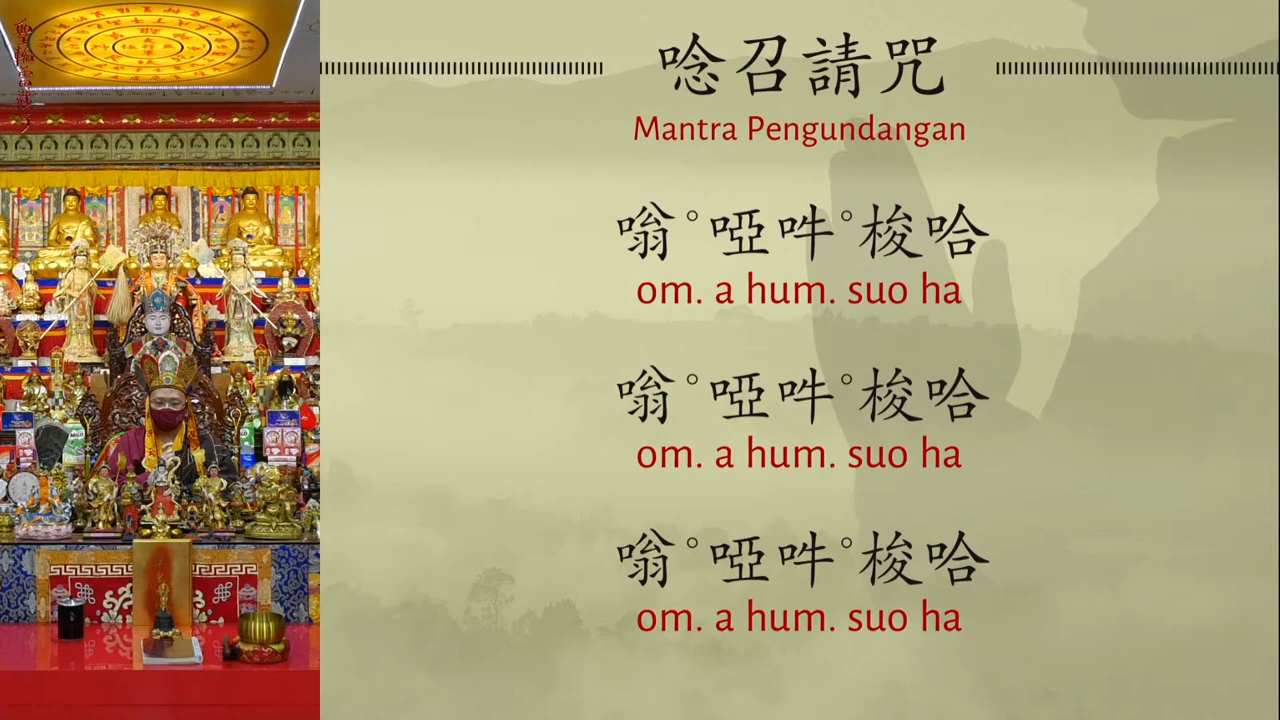 唸召請咒
Mantra Pengundangan
嗡。啞吽。梭哈
om. a hum. suo ha
嗡。啞吽。梭哈
om. a hum. suo ha
嗡。啞吽。梭哈
om. a hum. suo ha